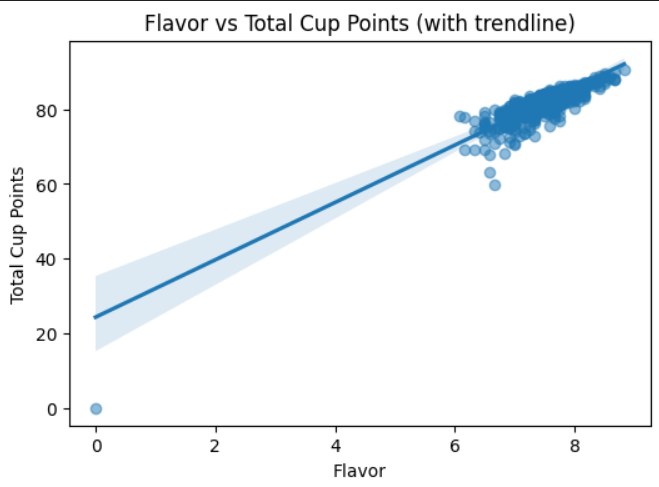 Flavor vs Total Cup Points (with trendline)
Total Cup Points
80
60
40
20
0
0 2 4 6 8
Flavor